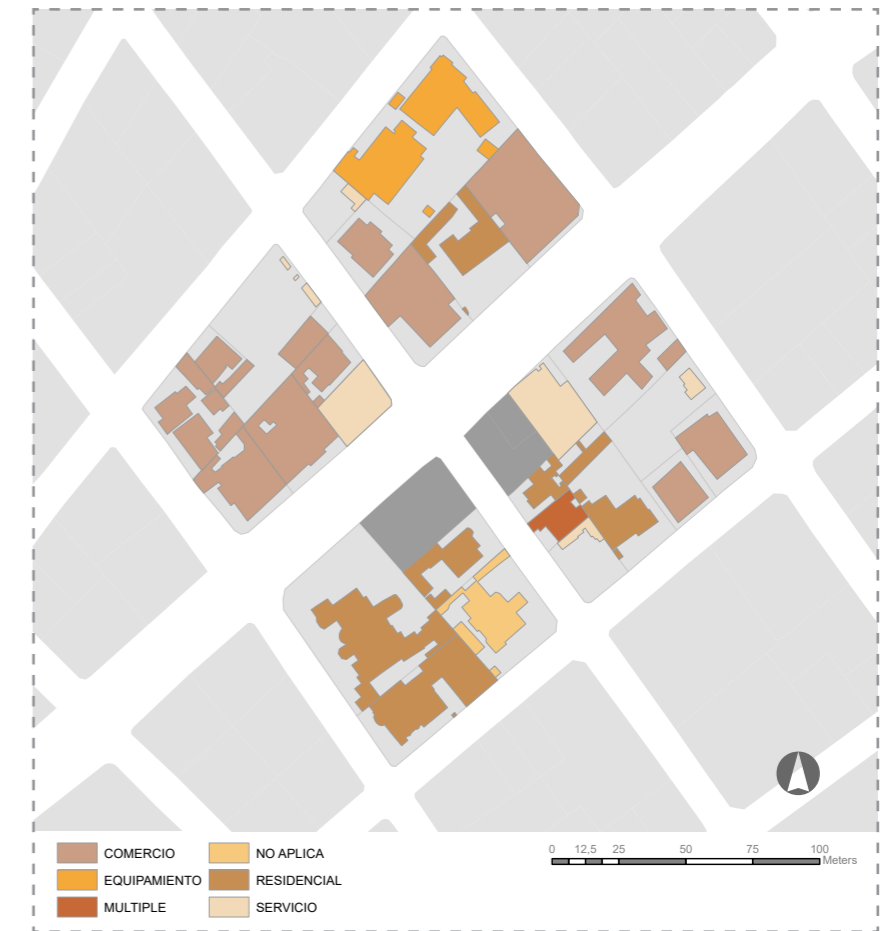 COMERCIO
EQUIPAMIENTO
MULTIPLE
NO APLICA
RESIDENCIAL
SERVICIO
0 12,5 25 50 75 100
Meters